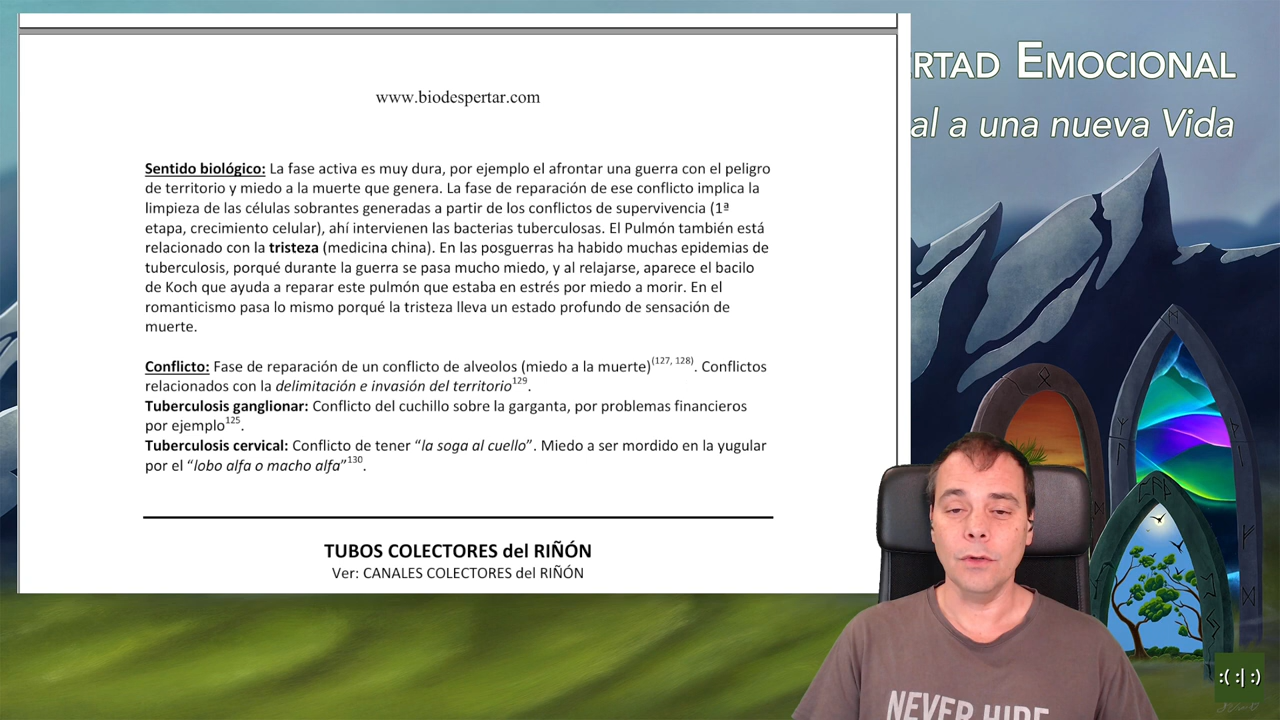 www.biodespertar.com
ERTAD EMOCIONAL
al a una nueva Vida
Sentido biológico: La fase activa es muy dura, por ejemplo el afrontar una guerra con el peligro
de territorio y miedo a la muerte que genera. La fase de reparación de ese conflicto implica la
limpieza de las células sobrantes generadas a partir de los conflictos de supervivencia (1ª
etapa, crecimiento celular), ahí intervienen las bacterias tuberculosas. El Pulmón también está
relacionado con la tristeza (medicina china). En las posguerras ha habido muchas epidemias de
tuberculosis, porqué durante la guerra se pasa mucho miedo, y al relajarse, aparece el bacilo
de Koch que ayuda a reparar este pulmón que estaba en estrés por miedo a morir. En el
romanticismo pasa lo mismo porqué la tristeza lleva un estado profundo de sensación de
muerte.
Conflicto: Fase de reparación de un conflicto de alveolos (miedo a la muerte)(127, 128). Conflictos
relacionados con la delimitación e invasión del territorio129.
Tuberculosis ganglionar: Conflicto del cuchillo sobre la garganta, por problemas financieros
por ejemplo125.
Tuberculosis cervical: Conflicto de tener “la soga al cuello”. Miedo a ser mordido en la yugular
por el “lobo alfa o macho alfa”130.
TUBOS COLECTORES del RIÑÓN
Ver: CANALES COLECTORES del RIÑÓN
NEVER HIDE
:( :| :)